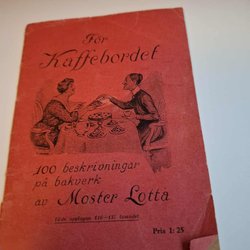 För
Kaffebordet
100 beskrivningar
på bakverk
av Moster Lotta
Pris 1:25